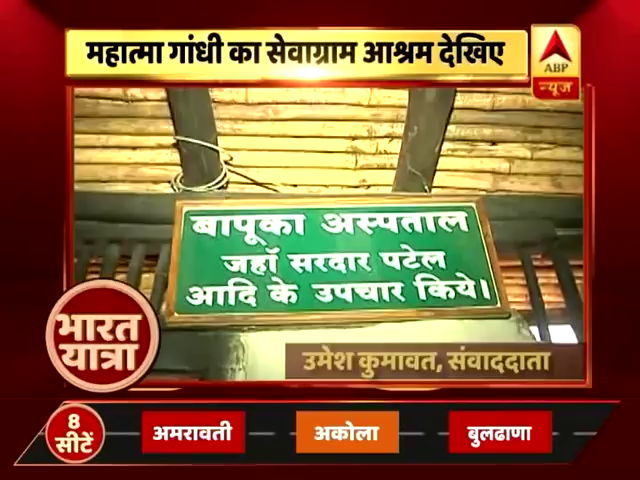 महात्मा गांधी का सेवाग्राम आश्रम देखिए
ABP
न्यूज़
बापूका अस्पताल
जहाँ सरदार पटेल
आदि के उपचार किये।
भारत
यात्रा
उमेश कुमावत, संवाददाता
8
सीटें
अमरावती
अकोला
बुलढाणा